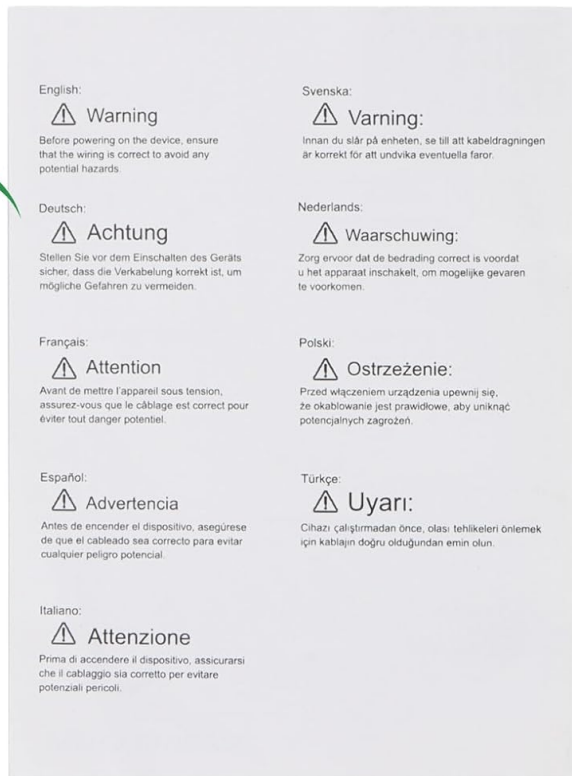 English:
Warning
Before powering on the device, ensure
that the wiring is correct to avoid any
potential hazards.
Deutsch:
Achtung
Stellen Sie vor dem Einschalten des Geräts
sicher, dass die Verkabelung korrekt ist, um
mögliche Gefahren zu vermeiden.
Français:
Attention
Avant de mettre l'appareil sous tension,
assurez-vous que le câblage est correct pour
éviter tout danger potentiel.
Español:
Advertencia
Antes de encender el dispositivo, asegúrese
de que el cableado sea correcto para evitar
cualquier peligro potencial.
Italiano:
Attenzione
Prima di accendere il dispositivo, assicurarsi
che il cablaggio sia corretto per evitare
potenziali pericoli.
Svenska:
Varning:
Innan du slår på enheten, se till att kabeldragningen
är korrekt för att undvika eventuella faror.
Nederlands:
Waarschuwing:
Zorg ervoor dat de bedrading correct is voordat
u het apparaat inschakelt, om mogelijke gevaren
te voorkomen.
Polski:
Ostrzeżenie:
Przed włączeniem urządzenia upewnij się,
że okablowanie jest prawidłowe, aby uniknąć
potencjalnych zagrożeń.
Türkçe:
Uyarı:
Cihazı çalıştırmadan önce, olası tehlikeleri önlemek
için kablajın doğru olduğundan emin olun.